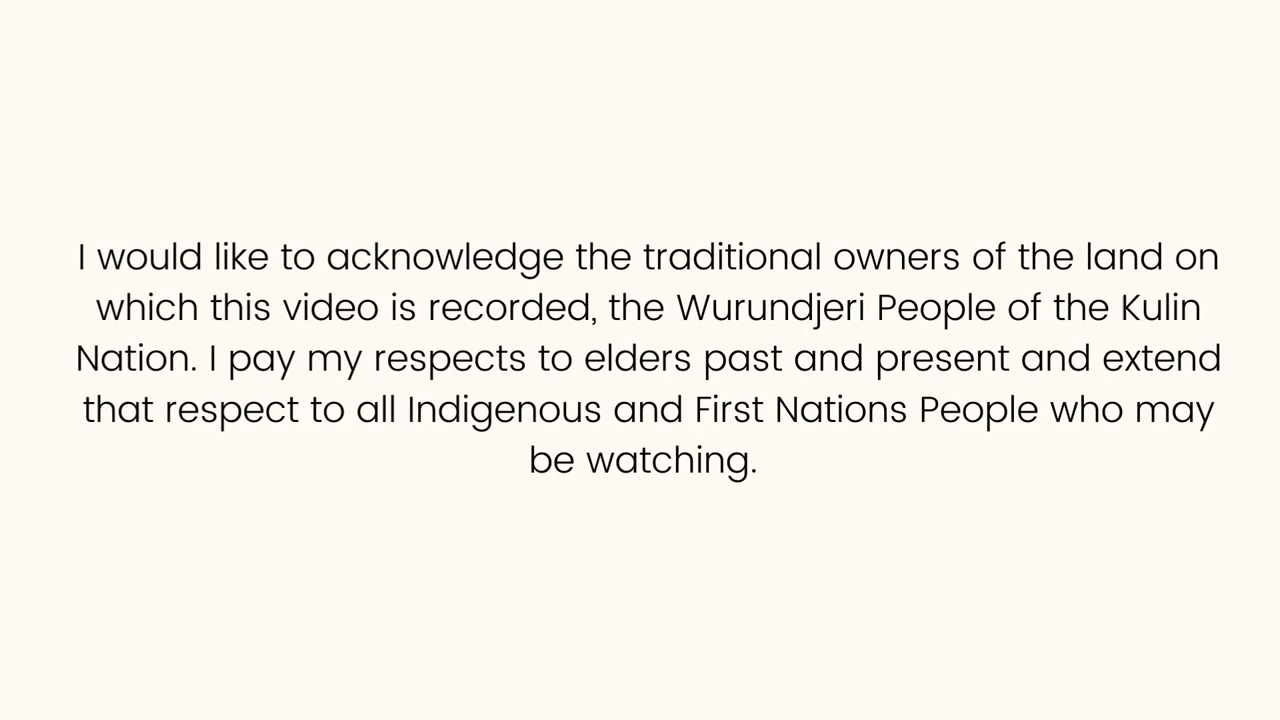 I would like to acknowledge the traditional owners of the land on
which this video is recorded, the Wurundjeri People of the Kulin
Nation. I pay my respects to elders past and present and extend
that respect to all Indigenous and First Nations People who may
be watching.